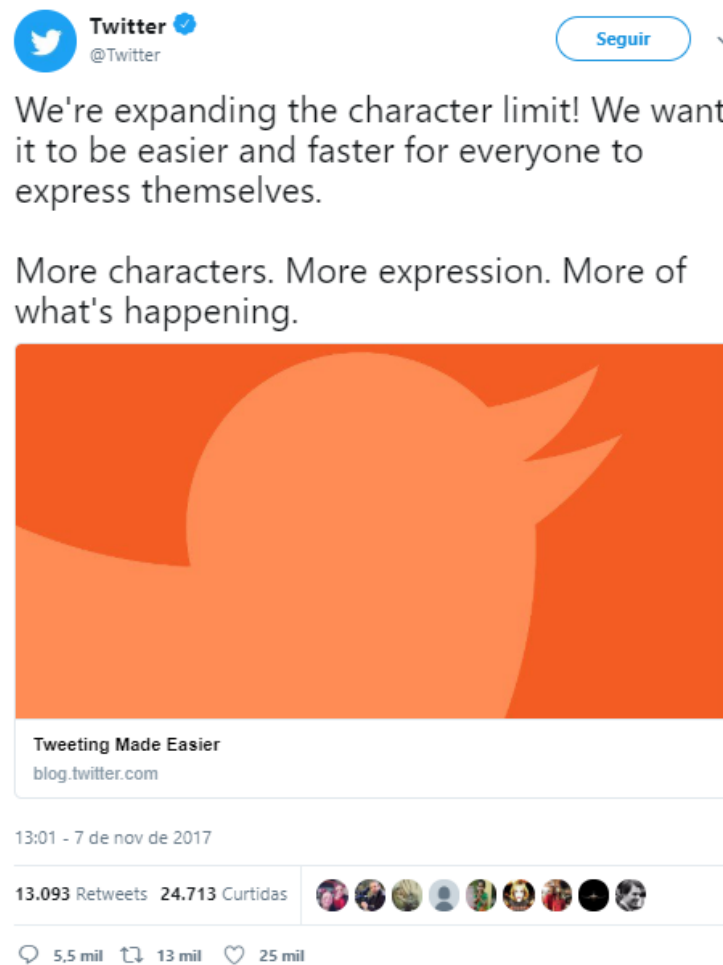 Twitter
@Twitter
Seguir
We're expanding the character limit! We want
it to be easier and faster for everyone to
express themselves.
More characters. More expression. More of
what's happening.
Tweeting Made Easier
blog.twitter.com
13:01 - 7 de nov de 2017
13.093 Retweets 24.713 Curtidas
5,5 mil 13 mil 25 mil